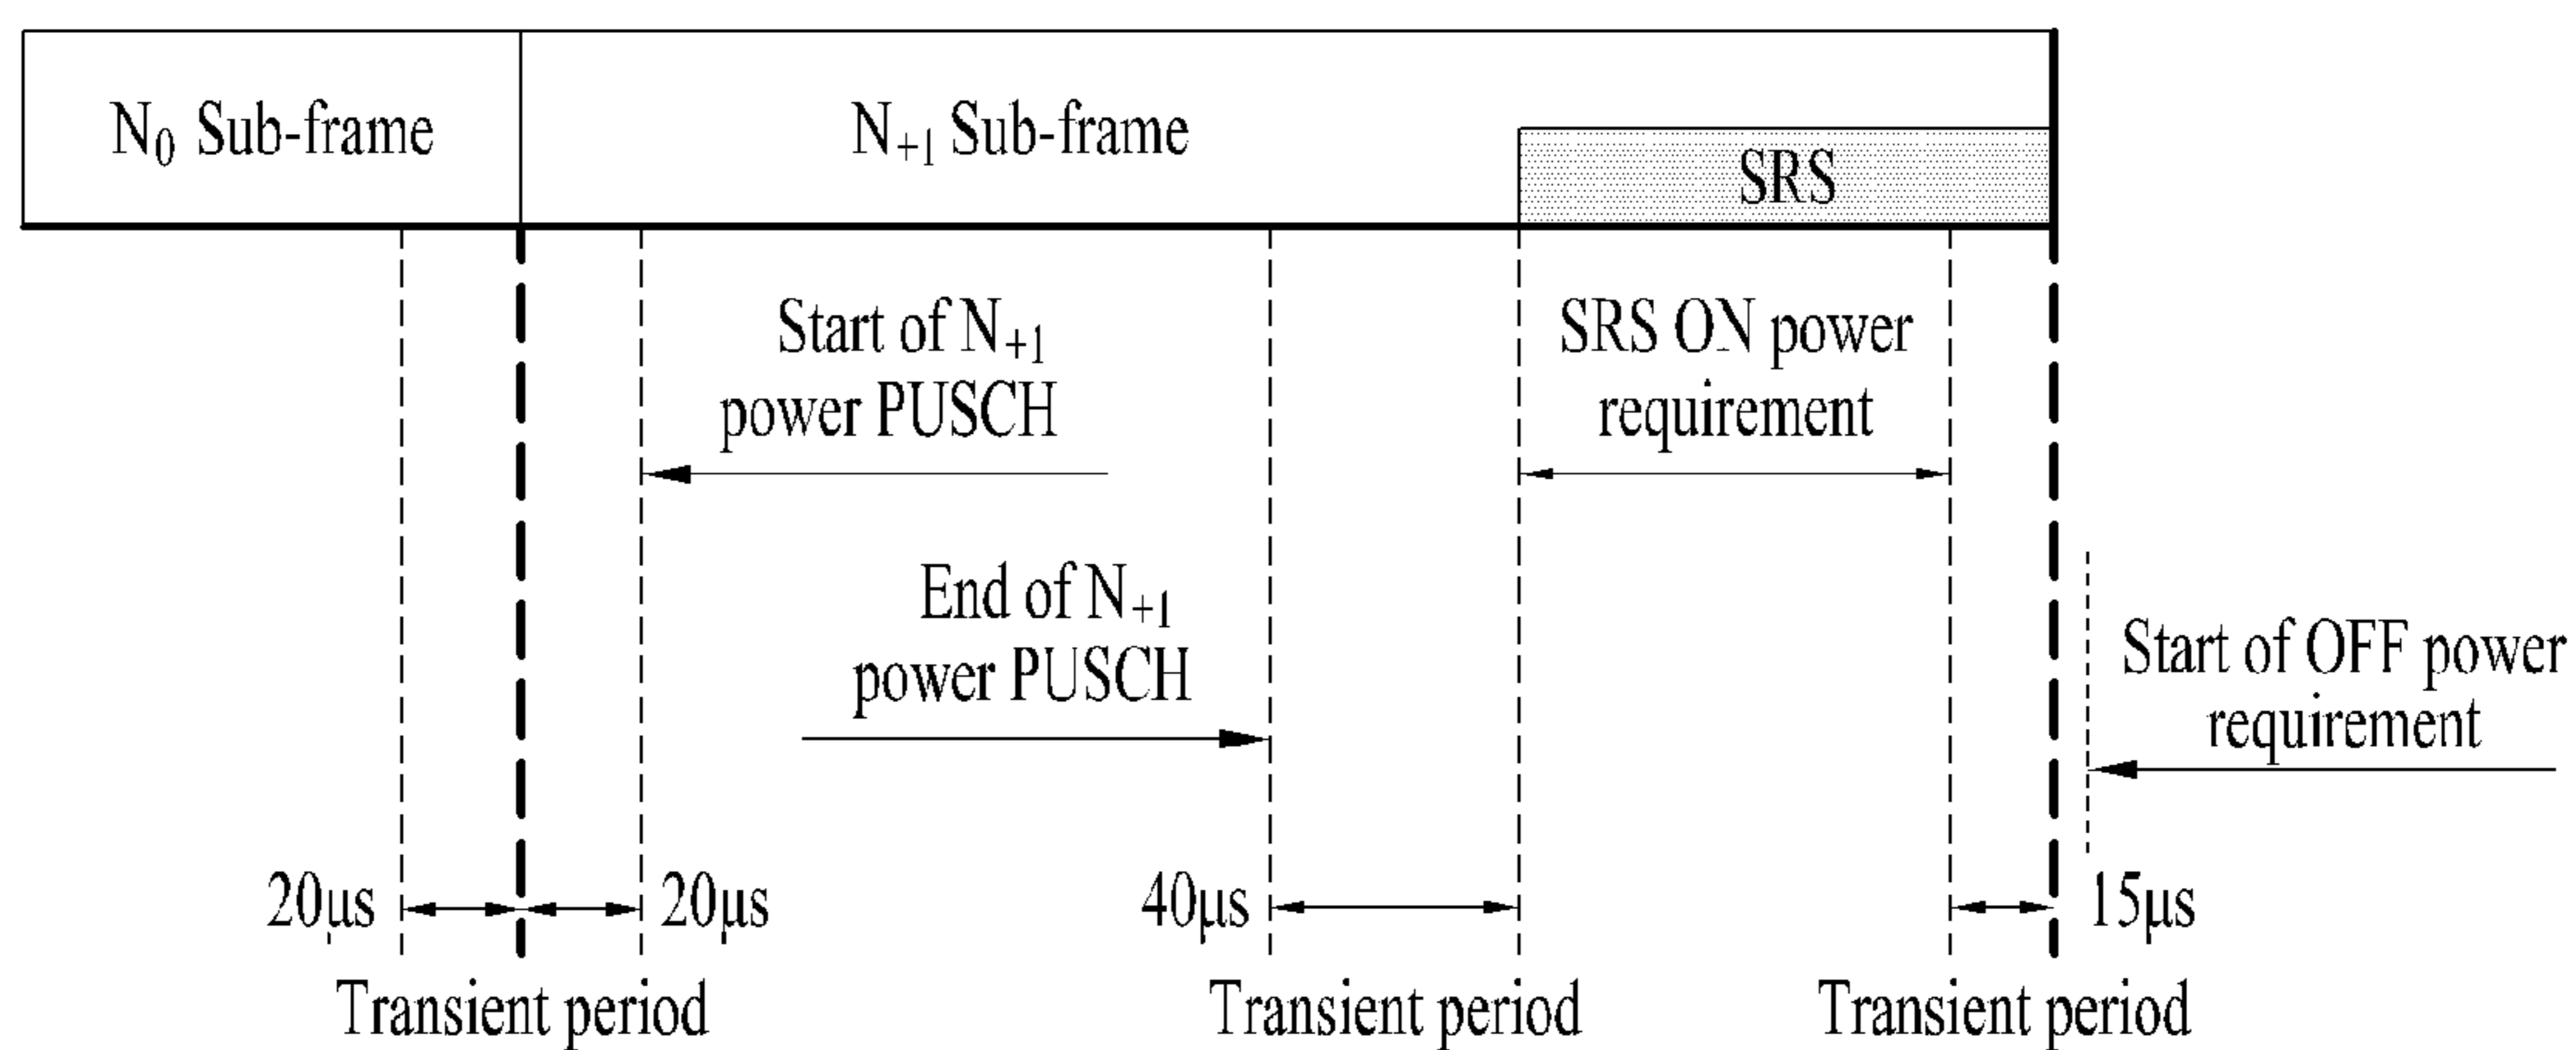 N₀ Sub-frame
N₊₁ Sub-frame
SRS
Start of N₊₁
power PUSCH
SRS ON power
requirement
End of N₊₁
power PUSCH
Start of OFF power
requirement
20μs
20μs
40μs
15μs
Transient period
Transient period
Transient period